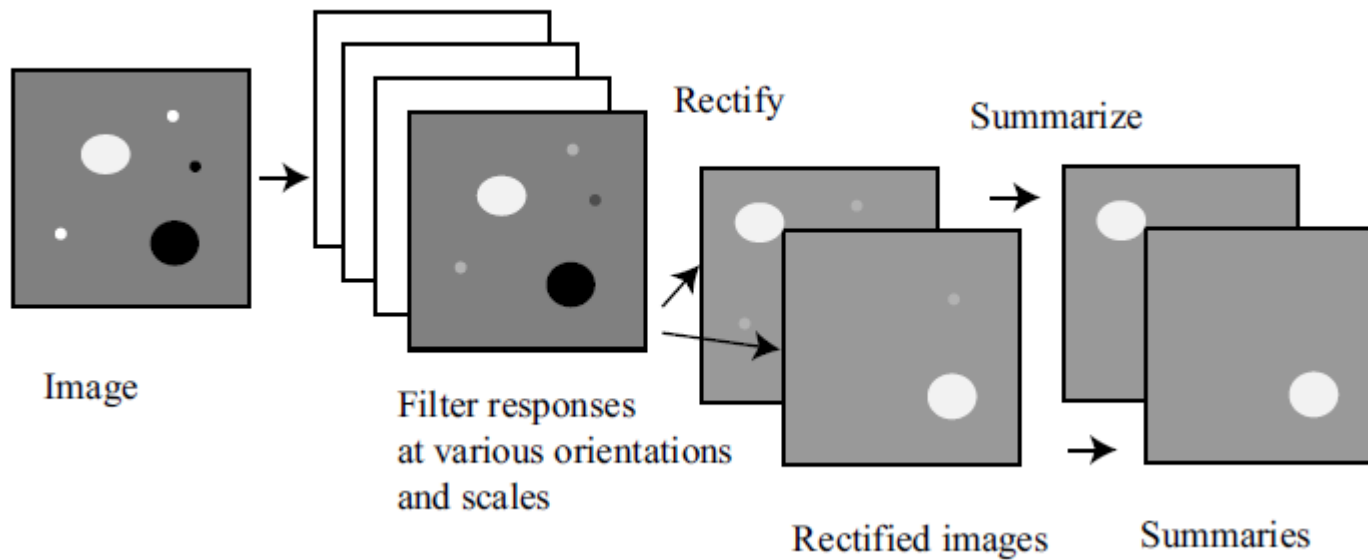 Rectify
Summarize
Image
Filter responses
at various orientations
and scales
Rectified images
Summaries